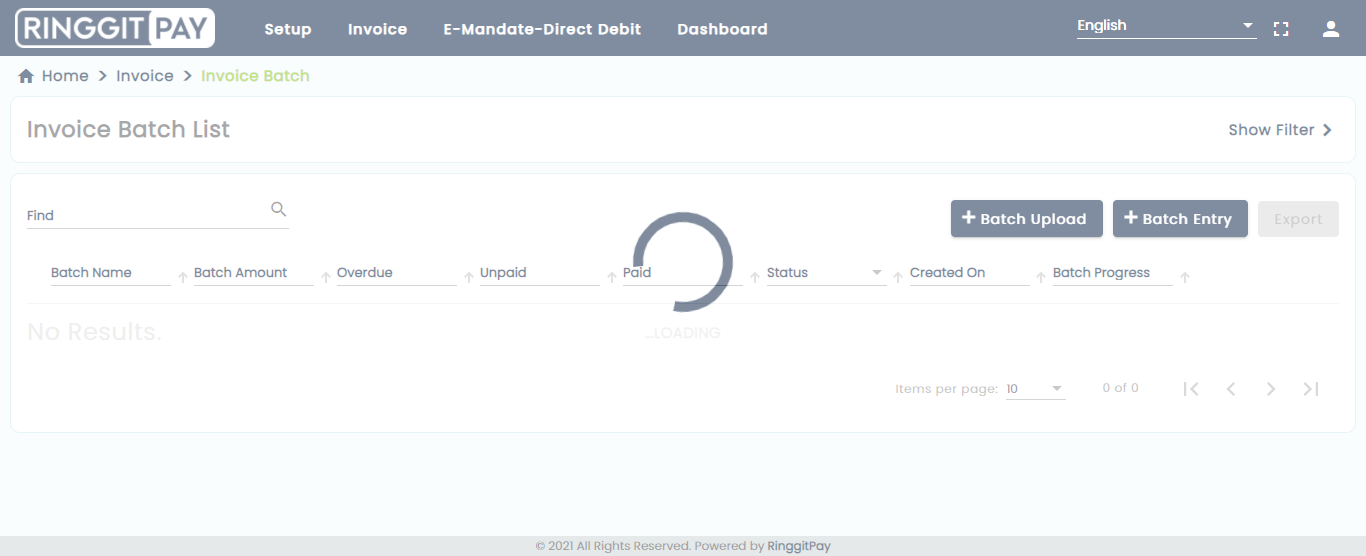 RINGGIT PAY Setup Invoice E-Mandate-Direct Debit Dashboard English
Home Invoice Invoice Batch
Invoice Batch List Show Filter
Find Batch Upload Batch Entry Export
Batch Name Batch Amount Overdue Unpaid Paid Status Created On Batch Progress
No Results. ...LOADING
Items per page: 10 0 of 0
© 2021 All Rights Reserved. Powered by RinggitPay